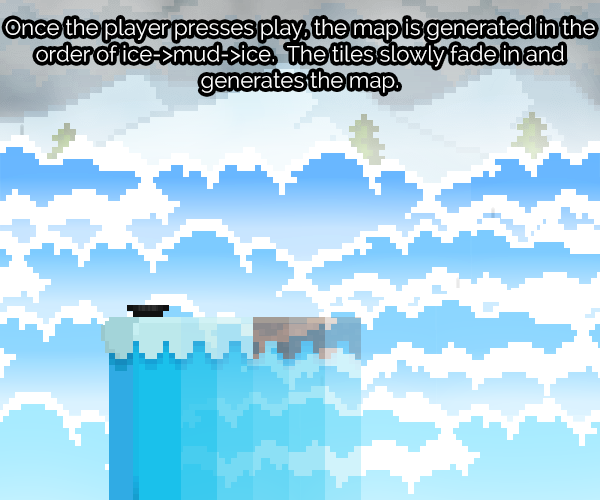 Once the player presses play, the map is generated in the
order of ice->mud->ice.  The tiles slowly fade in and
generates the map.